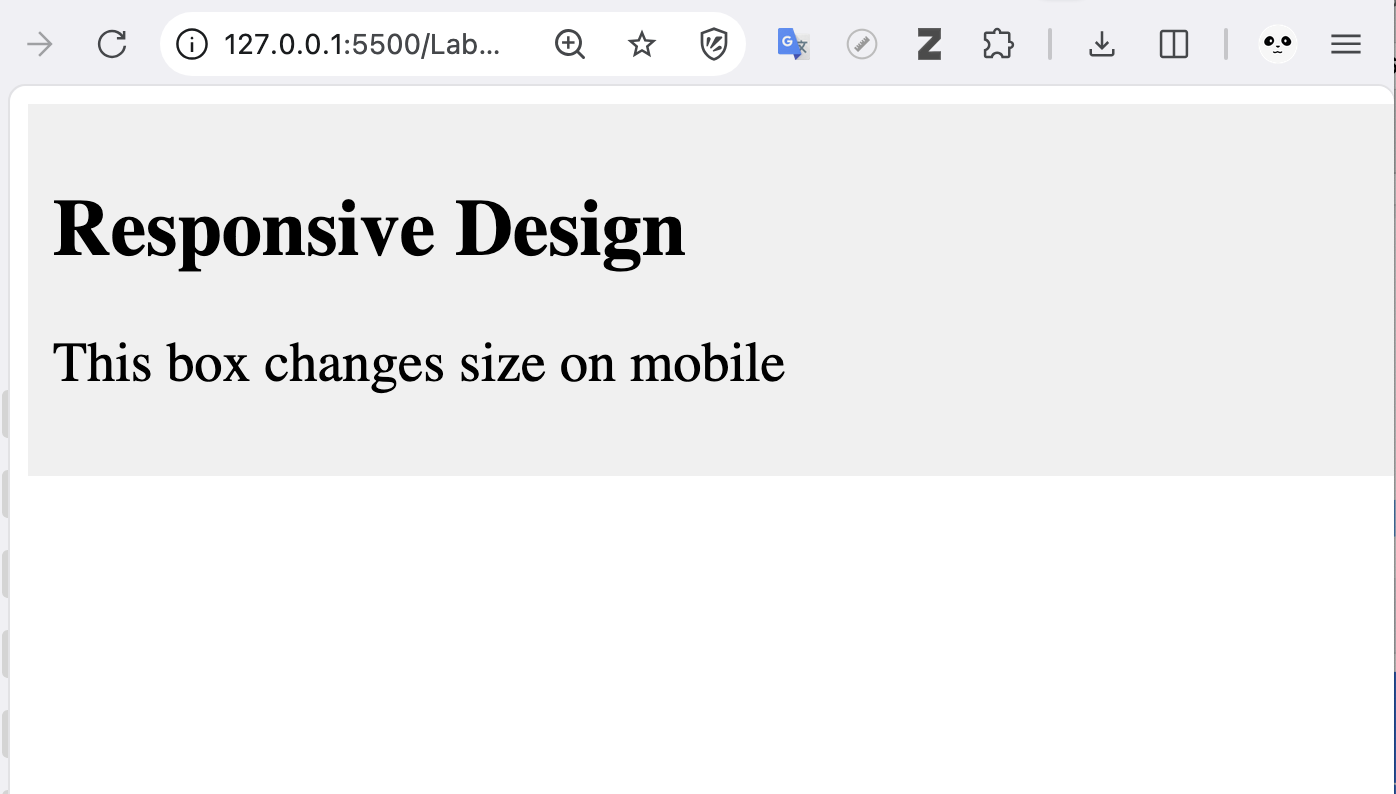 127.0.0.1:5500/Lab...
Responsive Design
This box changes size on mobile